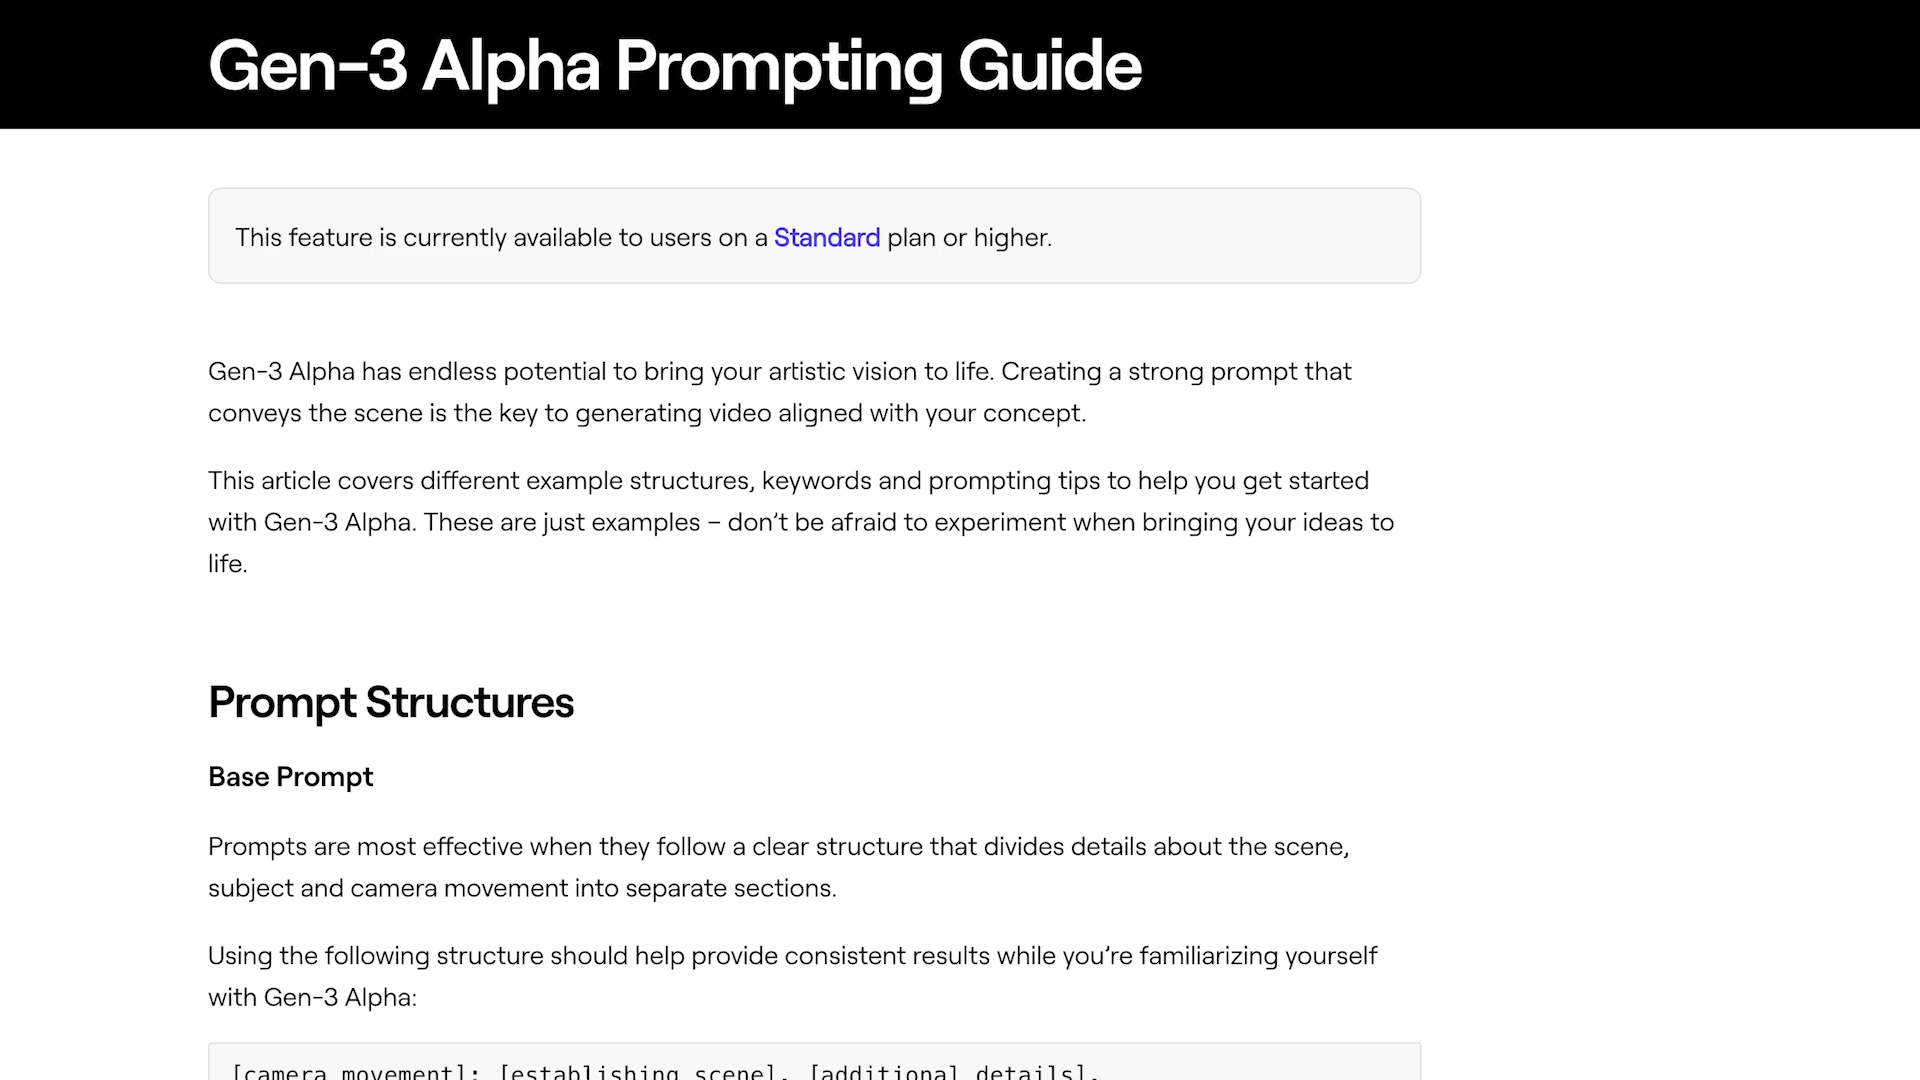 Gen-3 Alpha Prompting Guide
This feature is currently available to users on a Standard plan or higher.
Gen-3 Alpha has endless potential to bring your artistic vision to life. Creating a strong prompt that
conveys the scene is the key to generating video aligned with your concept.
This article covers different example structures, keywords and prompting tips to help you get started
with Gen-3 Alpha. These are just examples – don’t be afraid to experiment when bringing your ideas to
life.
Prompt Structures
Base Prompt
Prompts are most effective when they follow a clear structure that divides details about the scene,
subject and camera movement into separate sections.
Using the following structure should help provide consistent results while you’re familiarizing yourself
with Gen-3 Alpha:
[camera movement]: [establishing scene]. [additional details].